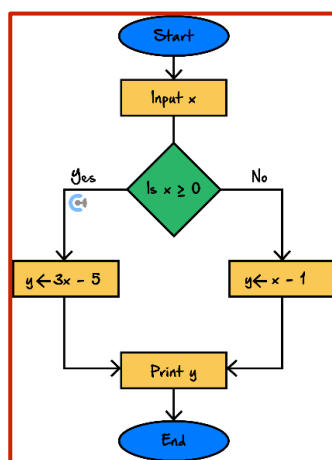 Start
Input x
Is x ≥ 0
Yes
No
y←3x - 5
y←x - 1
Print y
End